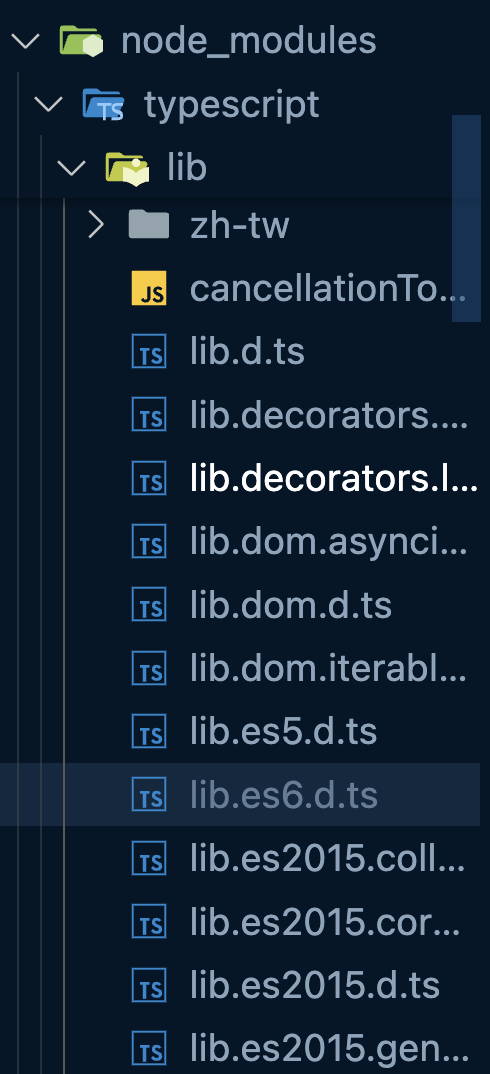 node_modules
TS typescript
lib
zh-tw
JS cancellationTo...
TS lib.d.ts
TS lib.decorators....
TS lib.decorators.l...
TS lib.dom.asynci...
TS lib.dom.d.ts
TS lib.dom.iterabl...
TS lib.es5.d.ts
TS lib.es6.d.ts
TS lib.es2015.coll...
TS lib.es2015.cor...
TS lib.es2015.d.ts
TS lib.es2015.gen...